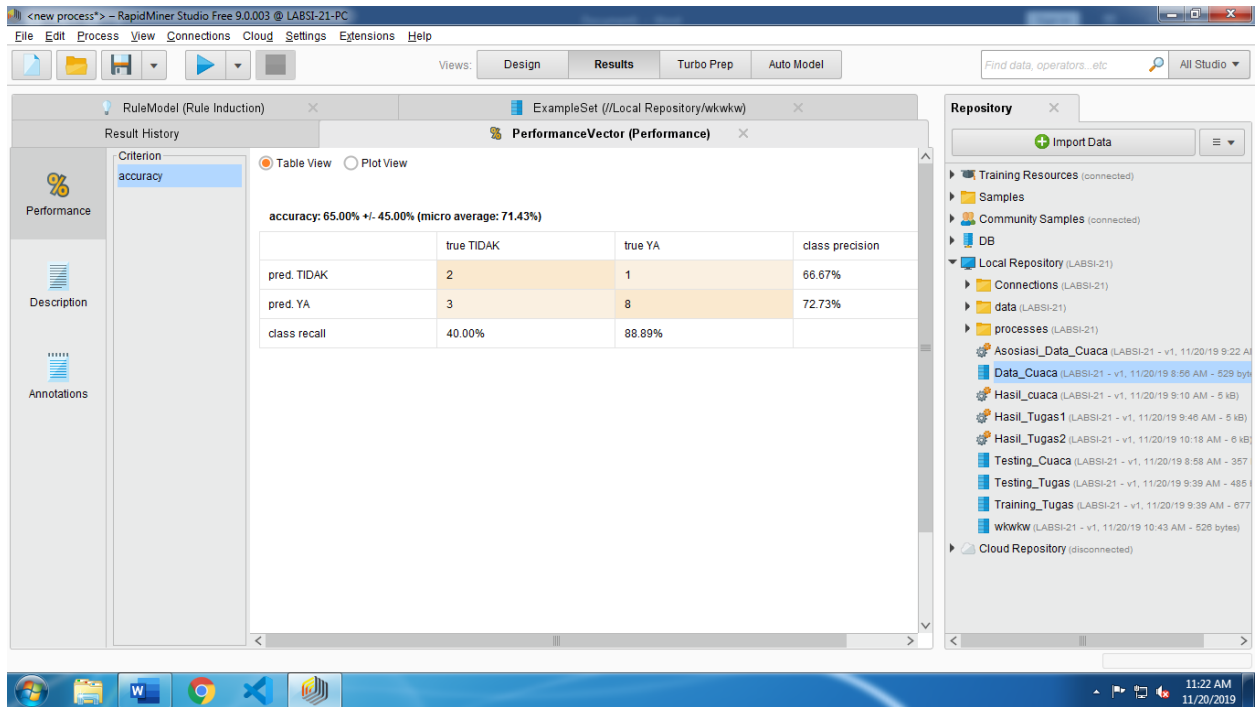 <new process*> – RapidMiner Studio Free 9.0.003 @ LABSI-21-PC
File Edit Process View Connections Cloud Settings Extensions Help
Views: Design Results Turbo Prep Auto Model Find data, operators...etc All Studio
RuleModel (Rule Induction) ExampleSet (//Local Repository/wkwkw)
Result History PerformanceVector (Performance)
Performance
Description
Annotations
Criterion
accuracy
Table View Plot View
accuracy: 65.00% +/- 45.00% (micro average: 71.43%)
true TIDAK true YA class precision
pred. TIDAK 2 1 66.67%
pred. YA 3 8 72.73%
class recall 40.00% 88.89%
Repository
Import Data
Training Resources (connected)
Samples
Community Samples (connected)
DB
Local Repository (LABSI-21)
Connections (LABSI-21)
data (LABSI-21)
processes (LABSI-21)
Asosiasi_Data_Cuaca (LABSI-21 - v1, 11/20/19 9:22 AM
Data_Cuaca (LABSI-21 - v1, 11/20/19 8:56 AM - 529 byte
Hasil_cuaca (LABSI-21 - v1, 11/20/19 9:10 AM - 5 kB)
Hasil_Tugas1 (LABSI-21 - v1, 11/20/19 9:46 AM - 5 kB)
Hasil_Tugas2 (LABSI-21 - v1, 11/20/19 10:18 AM - 6 kB)
Testing_Cuaca (LABSI-21 - v1, 11/20/19 8:58 AM - 357
Testing_Tugas (LABSI-21 - v1, 11/20/19 9:39 AM - 485
Training_Tugas (LABSI-21 - v1, 11/20/19 9:39 AM - 677
wkwkw (LABSI-21 - v1, 11/20/19 10:43 AM - 526 bytes)
Cloud Repository (disconnected)
11:22 AM
11/20/2019